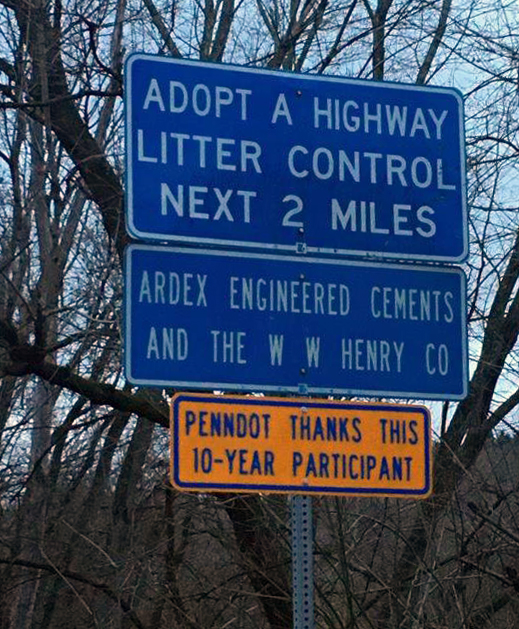 ADOPT A HIGHWAY
LITTER CONTROL
NEXT 2 MILES
ARDEX ENGINEERED CEMENTS
AND THE W W HENRY CO
PENNDOT THANKS THIS
10-YEAR PARTICIPANT